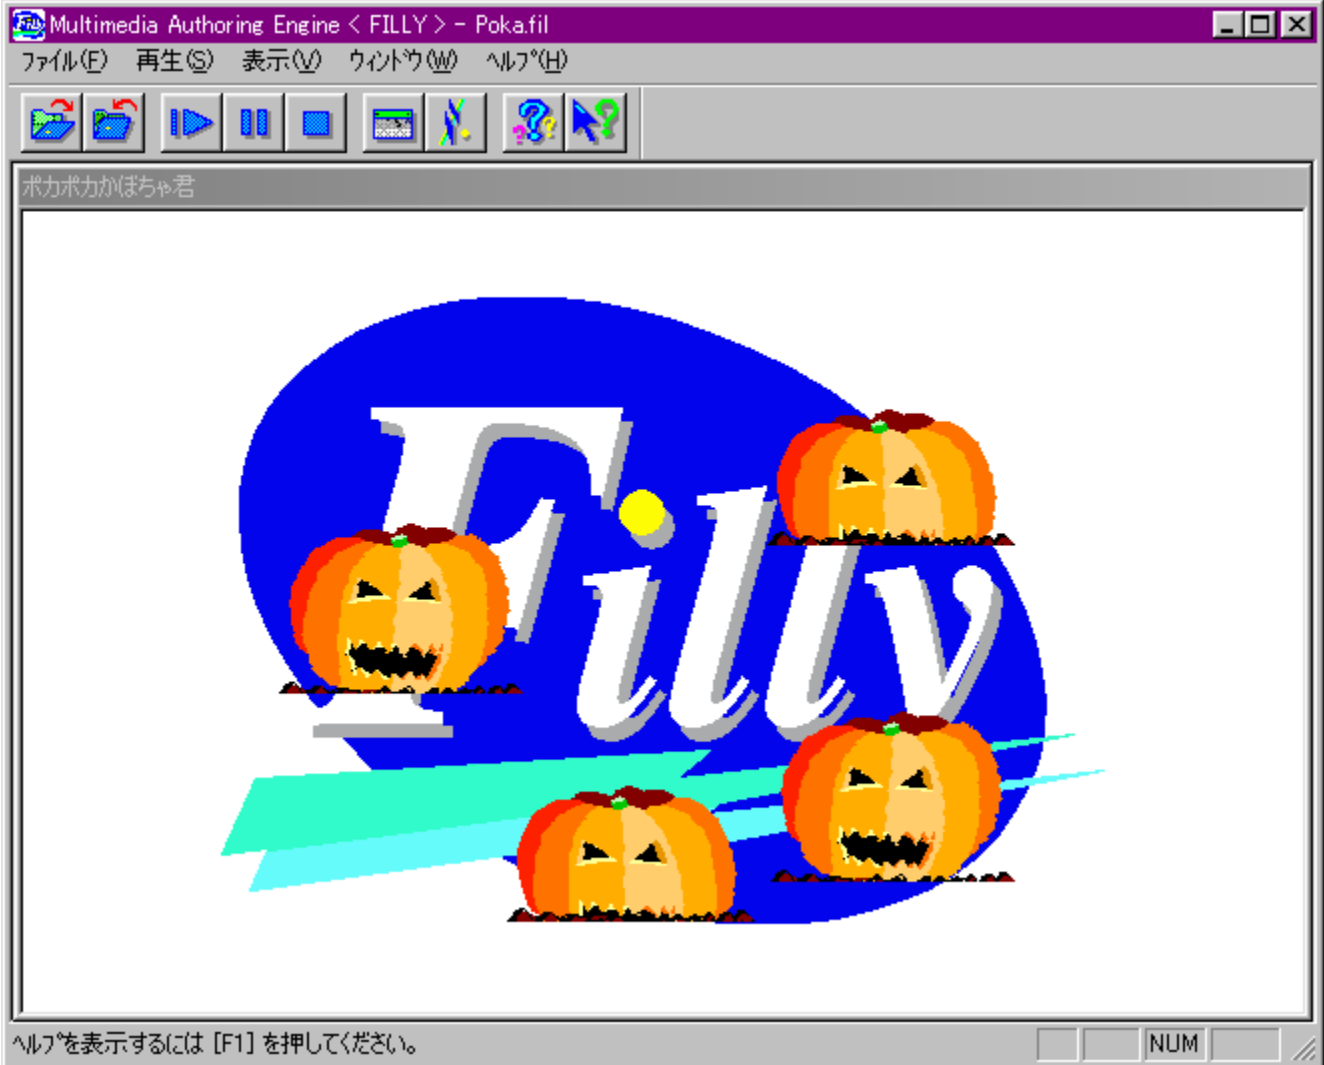 Multimedia Authoring Engine < FILLY > - Poka.fil
ﾌｧｲﾙ(F) 再生(S) 表示(V) ｳｨﾝﾄﾞｳ(W) ﾍﾙﾌﾟ(H)
ポカポカかぼちゃ君
Filly
ﾍﾙﾌﾟを表示するには [F1] を押してください。
NUM